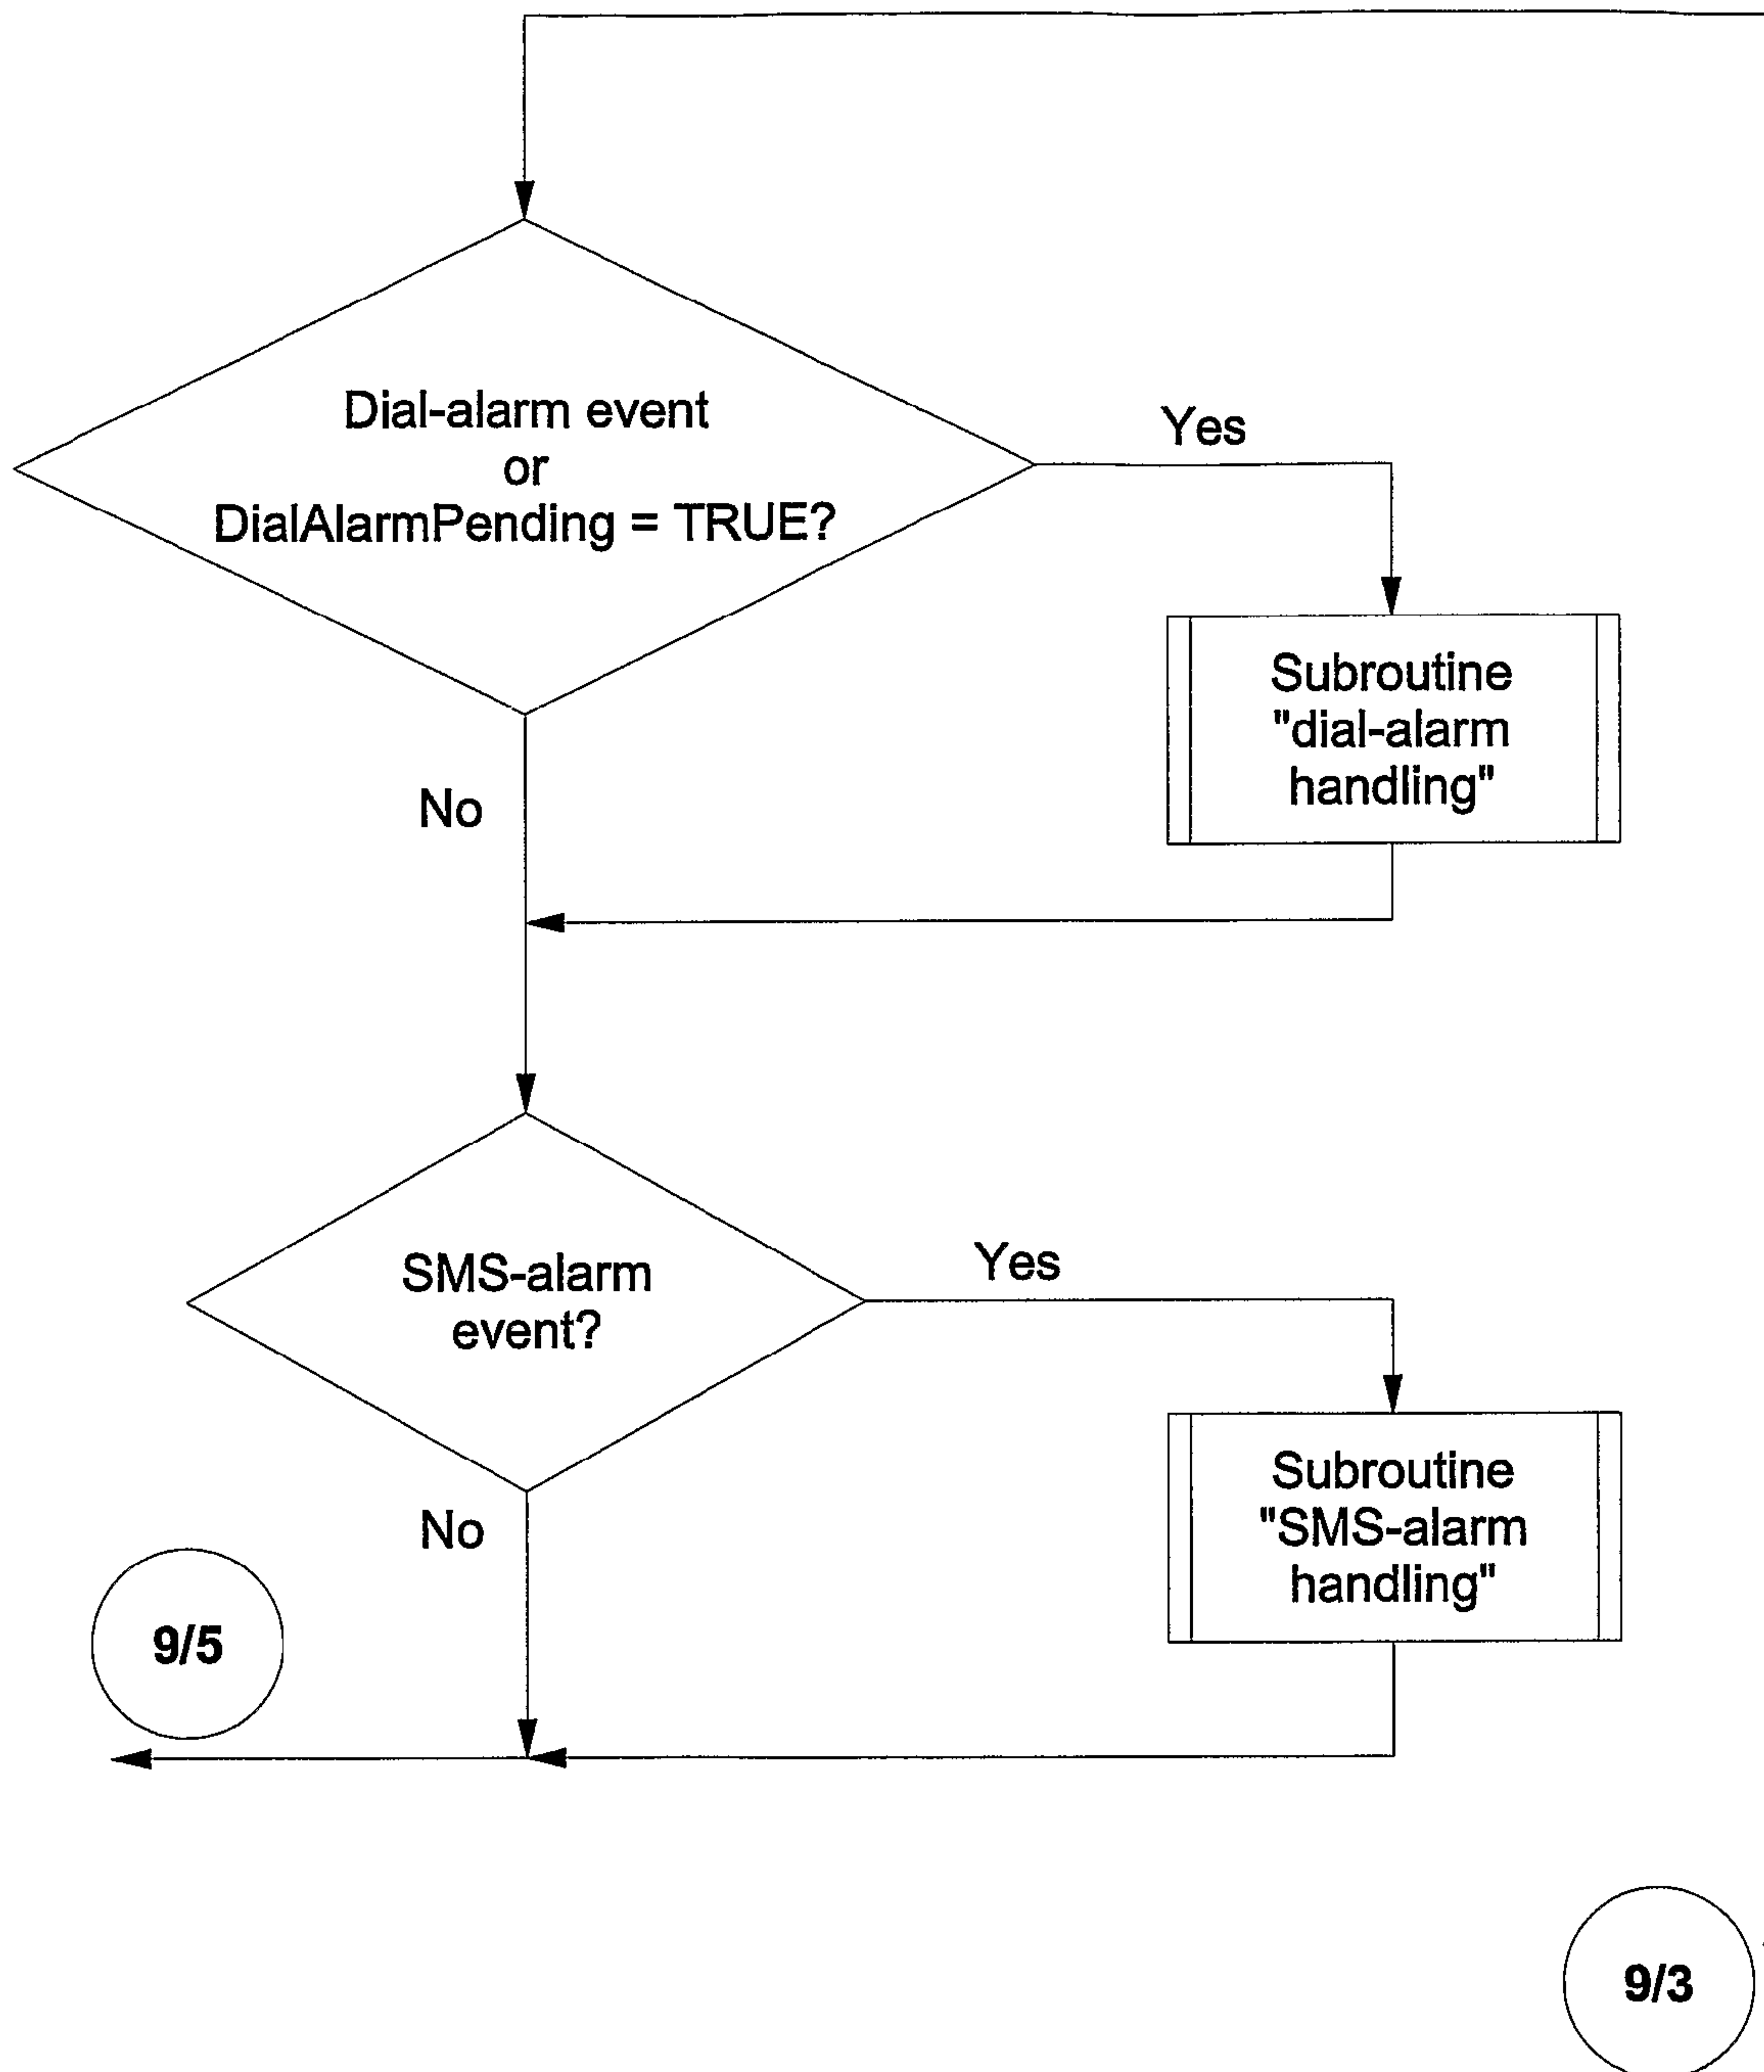 Dial-alarm event
or
DialAlarmPending = TRUE?
Yes
Subroutine
"dial-alarm
handling"
No
SMS-alarm
event?
Yes
Subroutine
"SMS-alarm
handling"
No
9/5
9/3